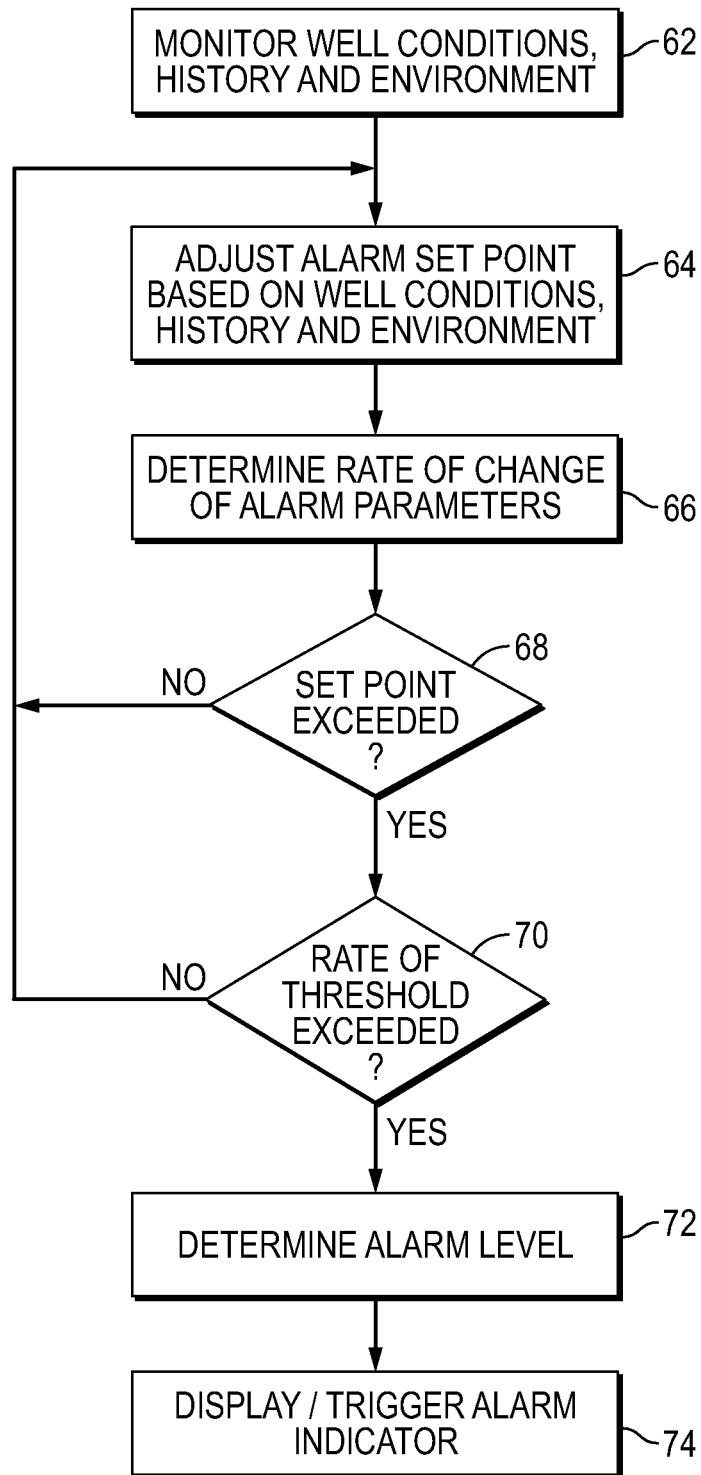 MONITOR WELL CONDITIONS,
HISTORY AND ENVIRONMENT
62
ADJUST ALARM SET POINT
BASED ON WELL CONDITIONS,
HISTORY AND ENVIRONMENT
64
DETERMINE RATE OF CHANGE
OF ALARM PARAMETERS
66
68
NO
SET POINT
EXCEEDED
?
YES
70
NO
RATE OF
THRESHOLD
EXCEEDED
?
YES
DETERMINE ALARM LEVEL
72
DISPLAY / TRIGGER ALARM
INDICATOR
74